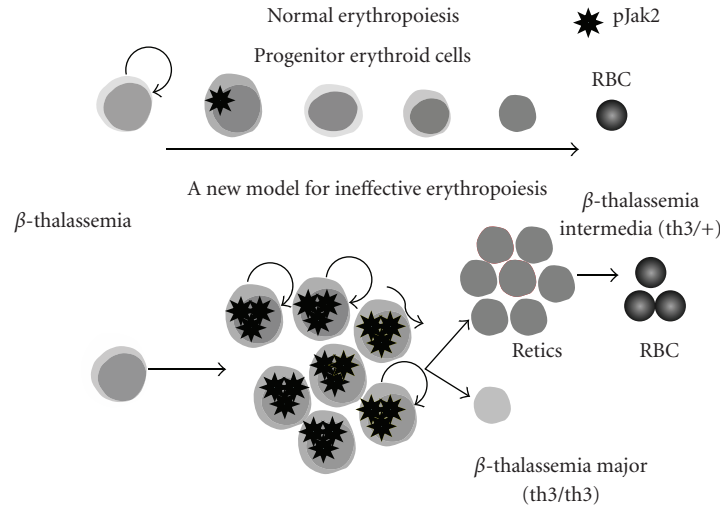 Normal erythropoiesis
pJak2
Progenitor erythroid cells
RBC
A new model for ineffective erythropoiesis
β-thalassemia
β-thalassemia
intermedia (th3/+)
Retics
RBC
β-thalassemia major
(th3/th3)